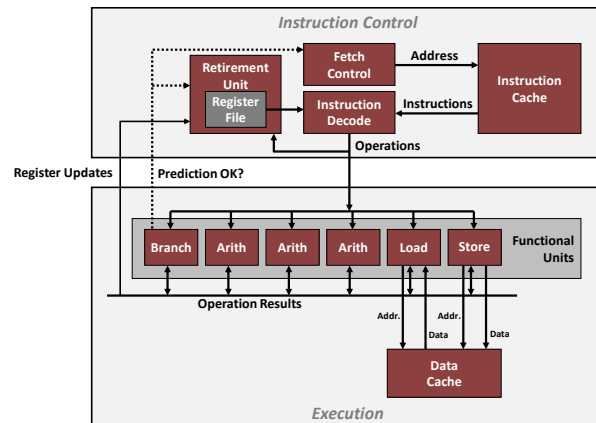 Instruction Control
Fetch
Control
Address
Instruction
Cache
Retirement
Unit
Register
File
Instruction
Decode
Instructions
Operations
Register Updates
Prediction OK?
Branch
Arith
Arith
Arith
Load
Store
Functional
Units
Operation Results
Addr.
Data
Addr.
Data
Data
Cache
Execution